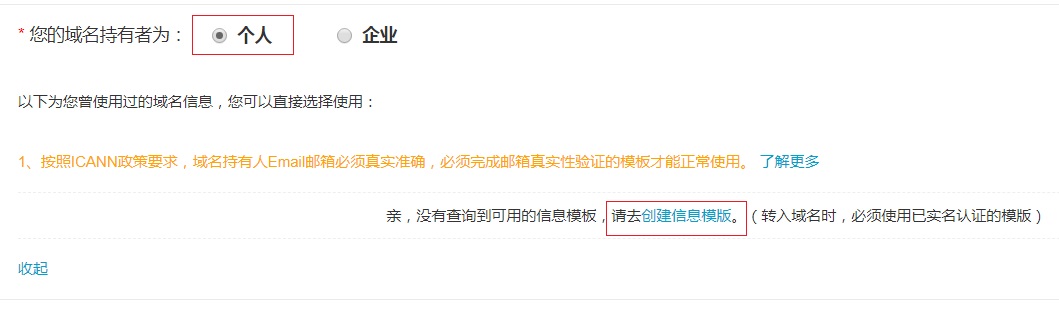 * 您的域名持有者为： 个人 企业
以下为您曾使用过的域名信息，您可以直接选择使用：
1、按照ICANN政策要求，域名持有人Email邮箱必须真实准确，必须完成邮箱真实性验证的模板才能正常使用。 了解更多
亲，没有查询到可用的信息模板，请去创建信息模版。（转入域名时，必须使用已实名认证的模版）
收起